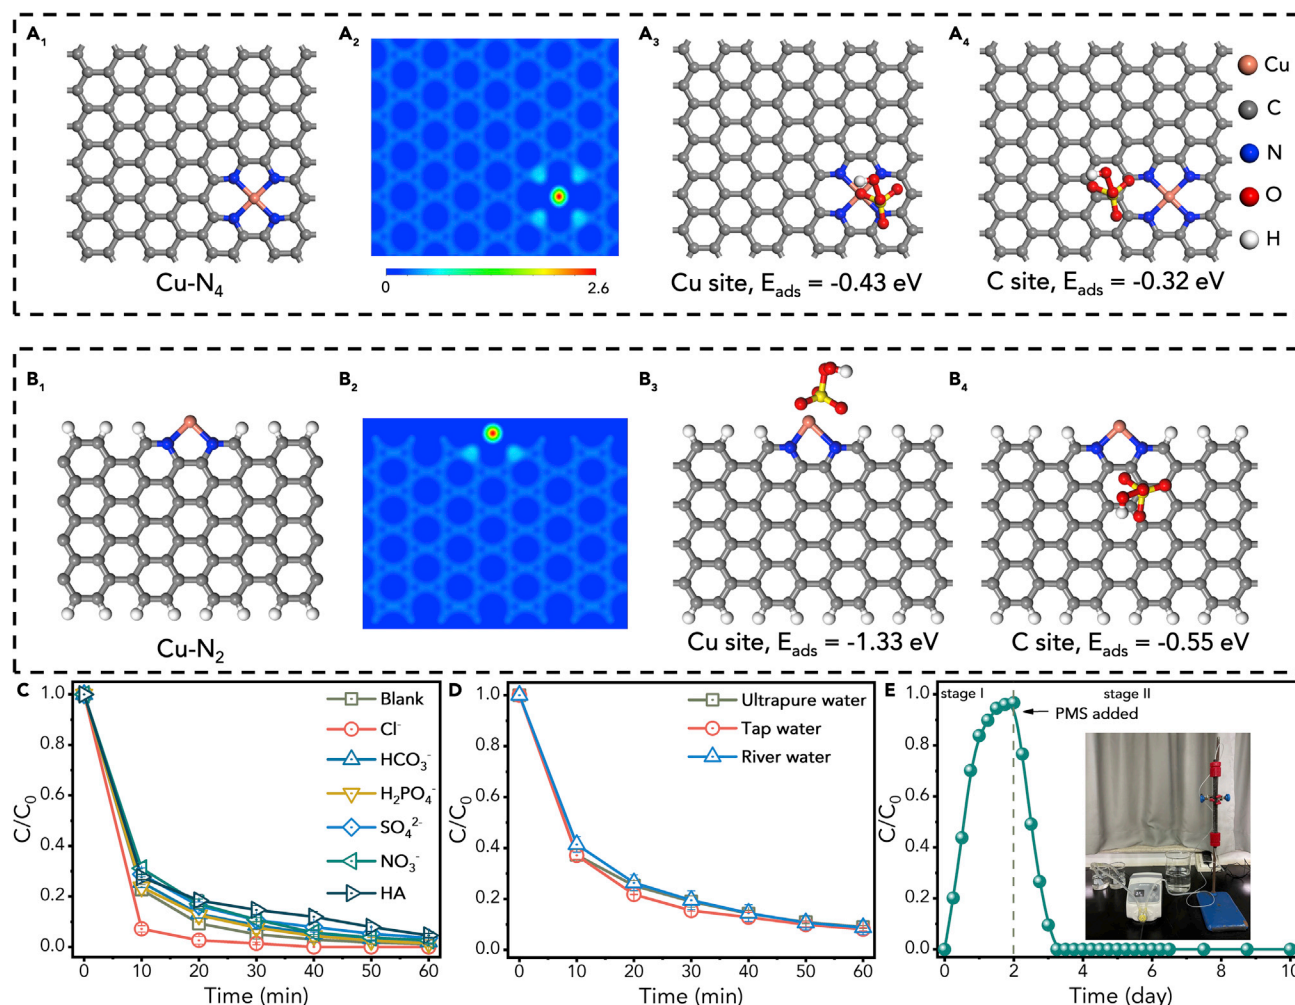 A₁
A₂
A₃
A₄
Cu
C
N
O
H
Cu-N₄
0
2.6
Cu site, Eads = -0.43 eV
C site, Eads = -0.32 eV
B₁
B₂
B₃
B₄
Cu-N₂
Cu site, Eads = -1.33 eV
C site, Eads = -0.55 eV
C
1.0
0.8
0.6
0.4
0.2
0.0
C/C₀
0 10 20 30 40 50 60
Time (min)
Blank
Cl⁻
HCO₃⁻
H₂PO₄⁻
SO₄²⁻
NO₃⁻
HA
D
1.0
0.8
0.6
0.4
0.2
0.0
C/C₀
0 10 20 30 40 50 60
Time (min)
Ultrapure water
Tap water
River water
E
stage I
stage II
PMS added
1.0
0.8
0.6
0.4
0.2
0.0
C/C₀
0 2 4 6 8 10
Time (day)